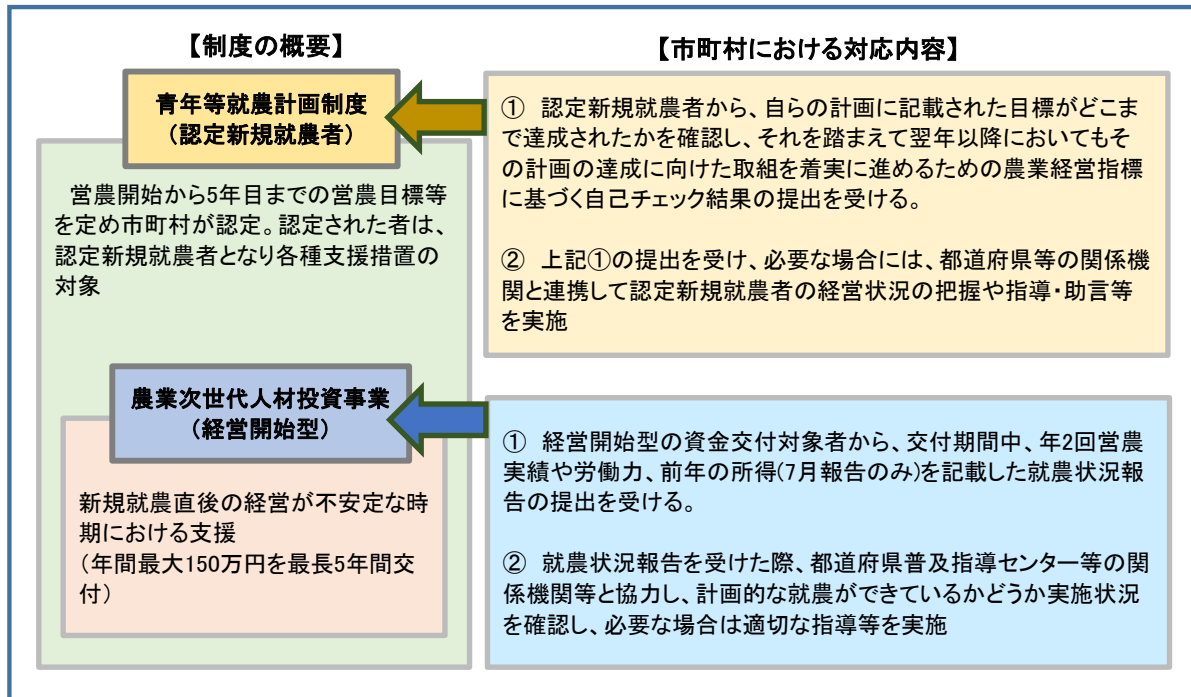 【制度の概要】
青年等就農計画制度
（認定新規就農者）
営農開始から5年目までの営農目標等
を定め市町村が認定。認定された者は、
認定新規就農者となり各種支援措置の
対象
農業次世代人材投資事業
（経営開始型）
新規就農直後の経営が不安定な時
期における支援
（年間最大150万円を最長5年間交
付）
【市町村における対応内容】
①　認定新規就農者から、自らの計画に記載された目標がどこま
で達成されたかを確認し、それを踏まえて翌年以降においてもそ
の計画の達成に向けた取組を着実に進めるための農業経営指標
に基づく自己チェック結果の提出を受ける。
②　上記①の提出を受け、必要な場合には、都道府県等の関係機
関と連携して認定新規就農者の経営状況の把握や指導・助言等
を実施
①　経営開始型の資金交付対象者から、交付期間中、年2回営農
実績や労働力、前年の所得(7月報告のみ)を記載した就農状況報
告の提出を受ける。
②　就農状況報告を受けた際、都道府県普及指導センター等の関
係機関等と協力し、計画的な就農ができているかどうか実施状況
を確認し、必要な場合は適切な指導等を実施